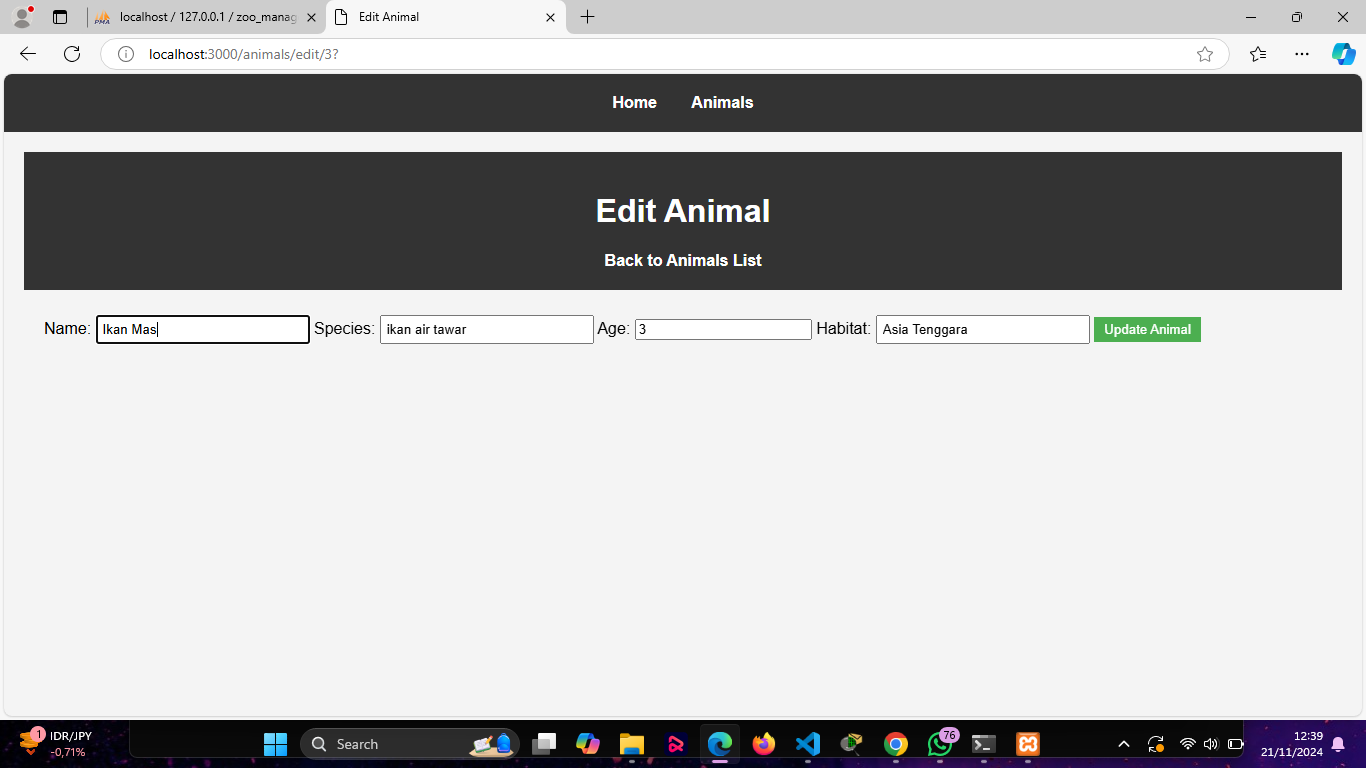 PMA
localhost / 127.0.0.1 / zoo_manag
Edit Animal
localhost:3000/animals/edit/3?
Home Animals
Edit Animal
Back to Animals List
Name: Ikan Mas Species: ikan air tawar Age: 3 Habitat: Asia Tenggara Update Animal
1
IDR/JPY
-0,71%
Search
76
12:39
21/11/2024